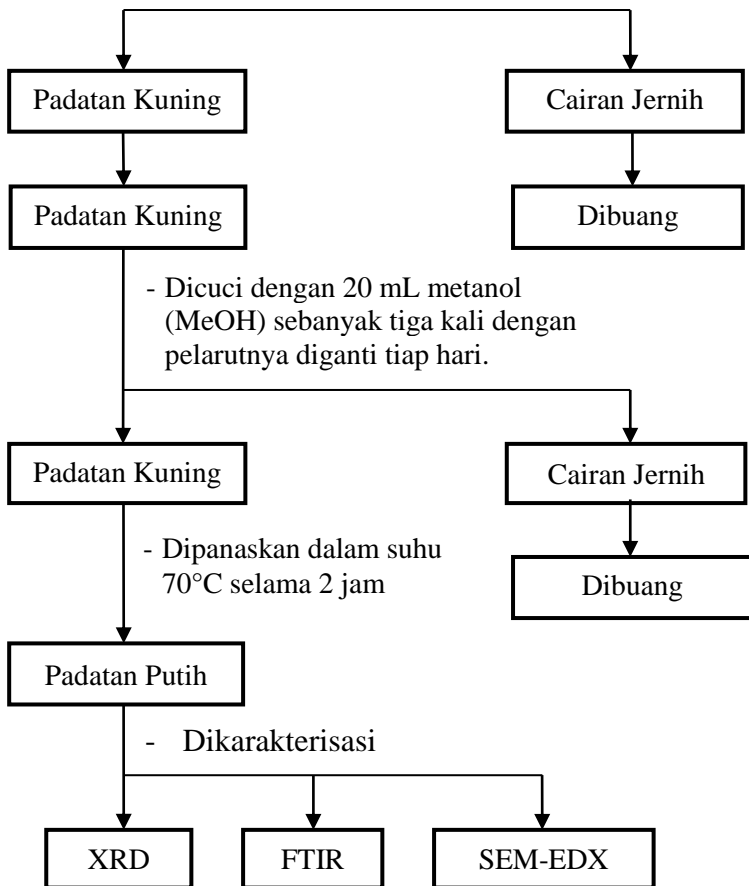 Padatan Kuning
Cairan Jernih
Padatan Kuning
Dibuang
- Dicuci dengan 20 mL metanol
(MeOH) sebanyak tiga kali dengan
pelarutnya diganti tiap hari.
Padatan Kuning
Cairan Jernih
- Dipanaskan dalam suhu
70°C selama 2 jam
Dibuang
Padatan Putih
- Dikarakterisasi
XRD
FTIR
SEM-EDX